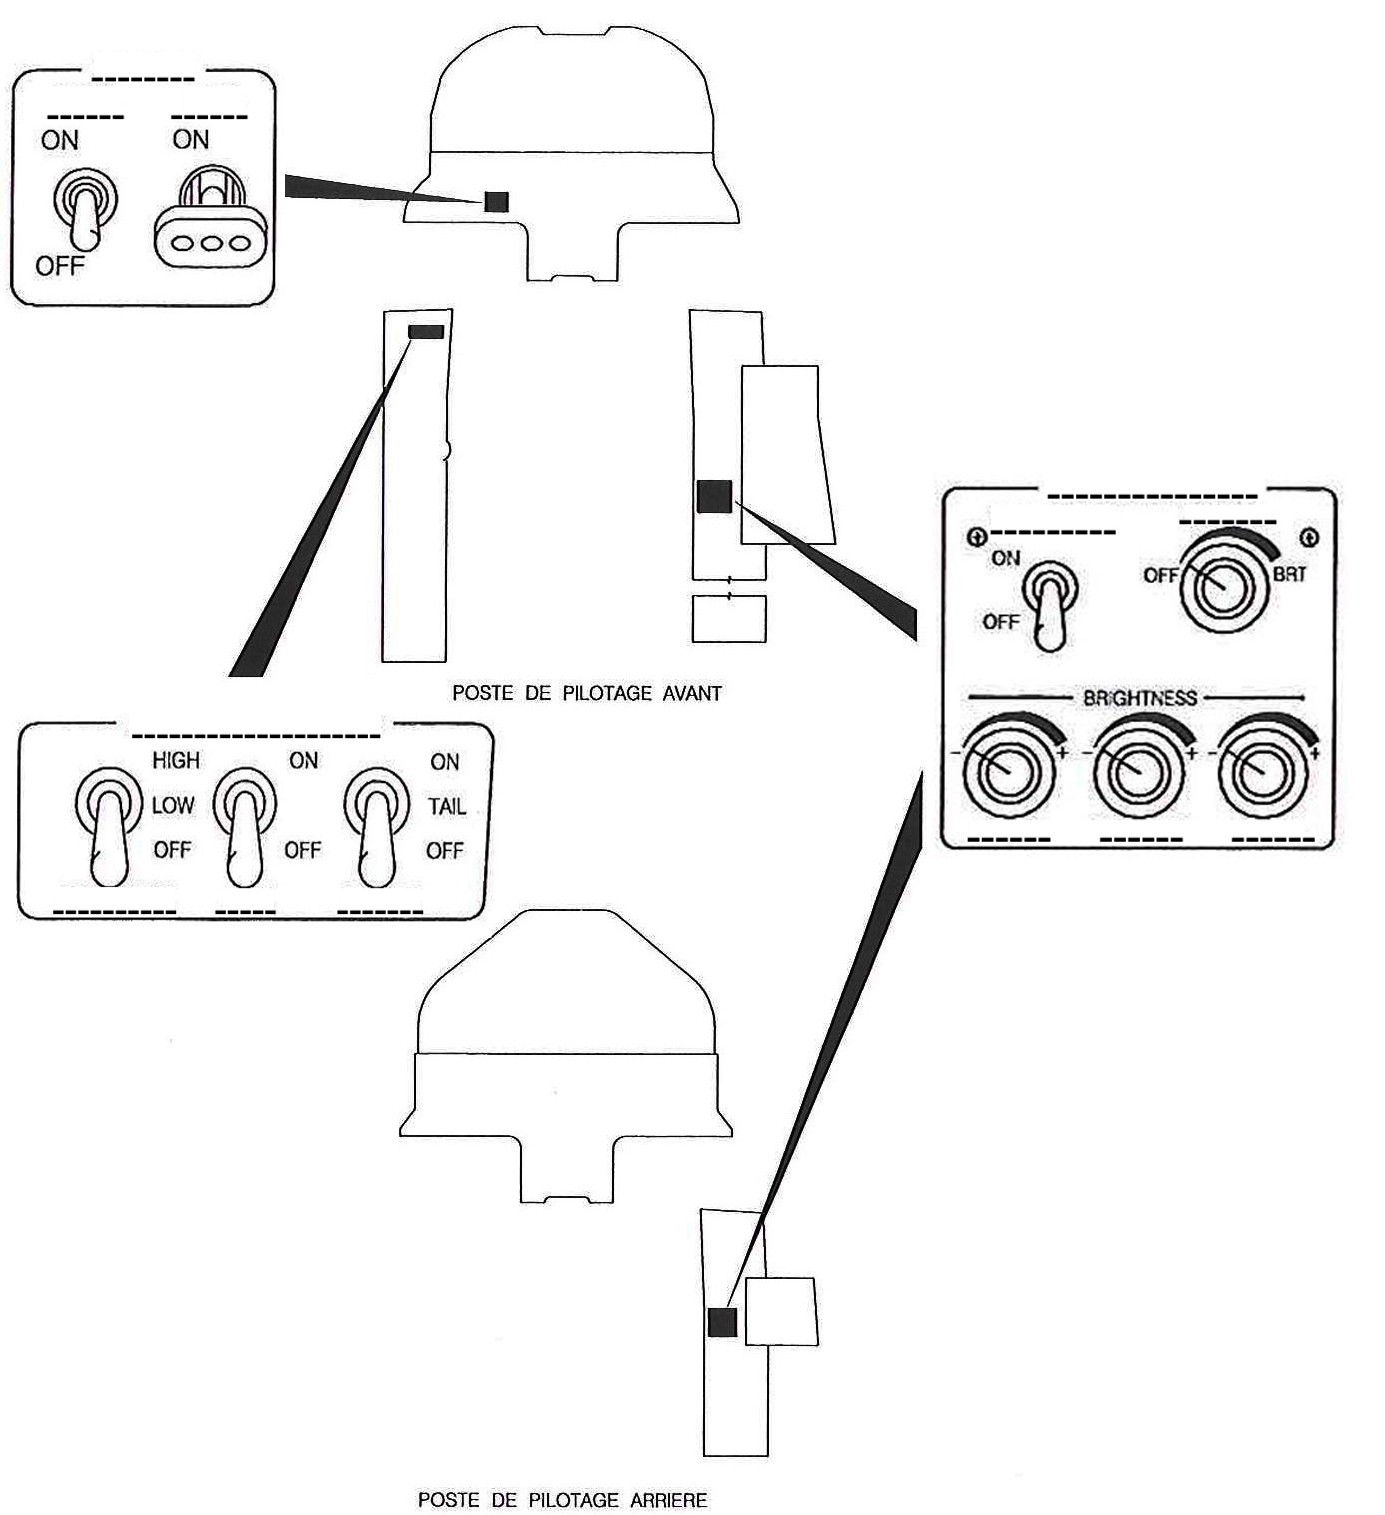 ON ON
OFF
ON
OFF BRT
OFF
BRIGHTNESS
- + - + - +
POSTE DE PILOTAGE AVANT
HIGH ON ON
LOW TAIL
OFF OFF OFF
POSTE DE PILOTAGE ARRIERE